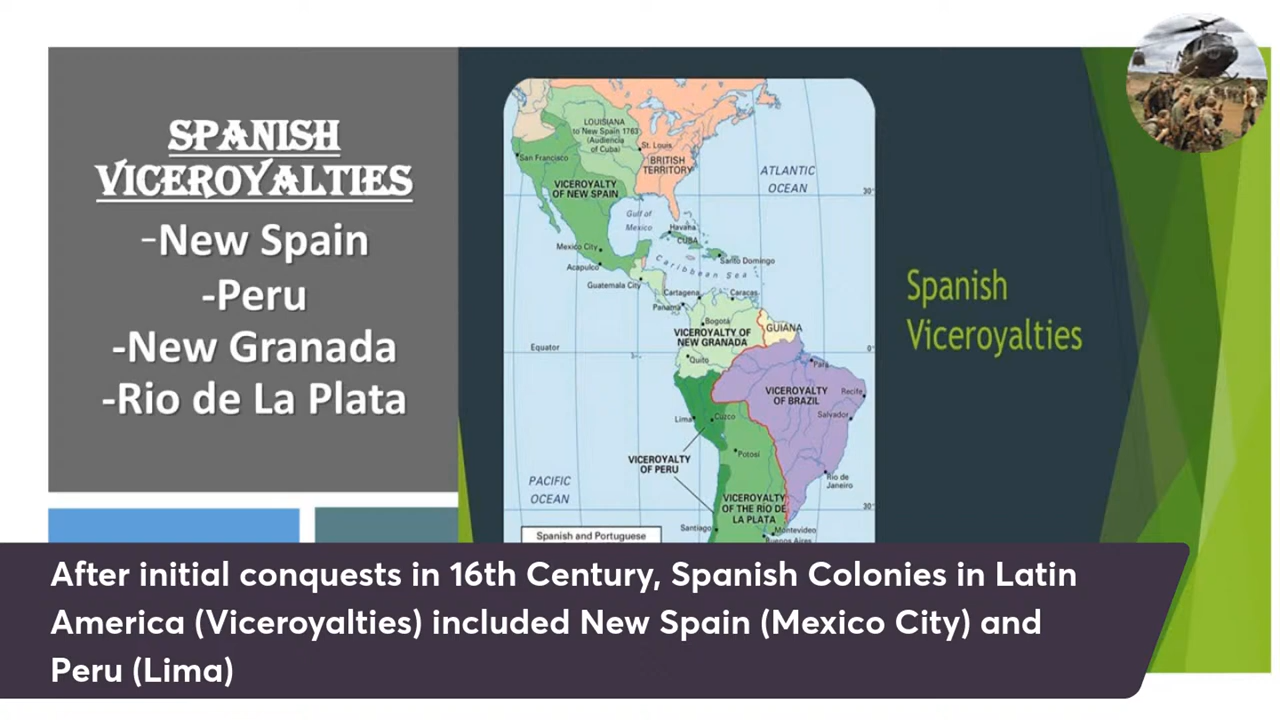 SPANISH
VICEROYALTIES
-New Spain
-Peru
-New Granada
-Rio de La Plata
LOUISIANA
to New Spain 1763
(Audiencia
of Cuba)
St. Louis
San Francisco
BRITISH
TERRITORY
ATLANTIC
OCEAN
VICEROYALTY
OF NEW SPAIN
30°
Gulf of
Mexico
Havana
CUBA
Mexico City
Santo Domingo
Acapulco
Caribbean Sea
Guatemala City
Cartagena
Caracas
Panama
Bogotá
VICEROYALTY OF
NEW GRANADA
GUIANA
Equator
0°
Quito
Pará
VICEROYALTY
OF BRAZIL
Recife
Lima
Cuzco
Salvador
Potosí
VICEROYALTY
OF PERU
Rio de
Janeiro
PACIFIC
OCEAN
VICEROYALTY
OF THE RIO DE
LA PLATA
30°
Santiago
Montevideo
Buenos Aires
Spanish and Portuguese
Spanish
Viceroyalties
After initial conquests in 16th Century, Spanish Colonies in Latin
America (Viceroyalties) included New Spain (Mexico City) and
Peru (Lima)